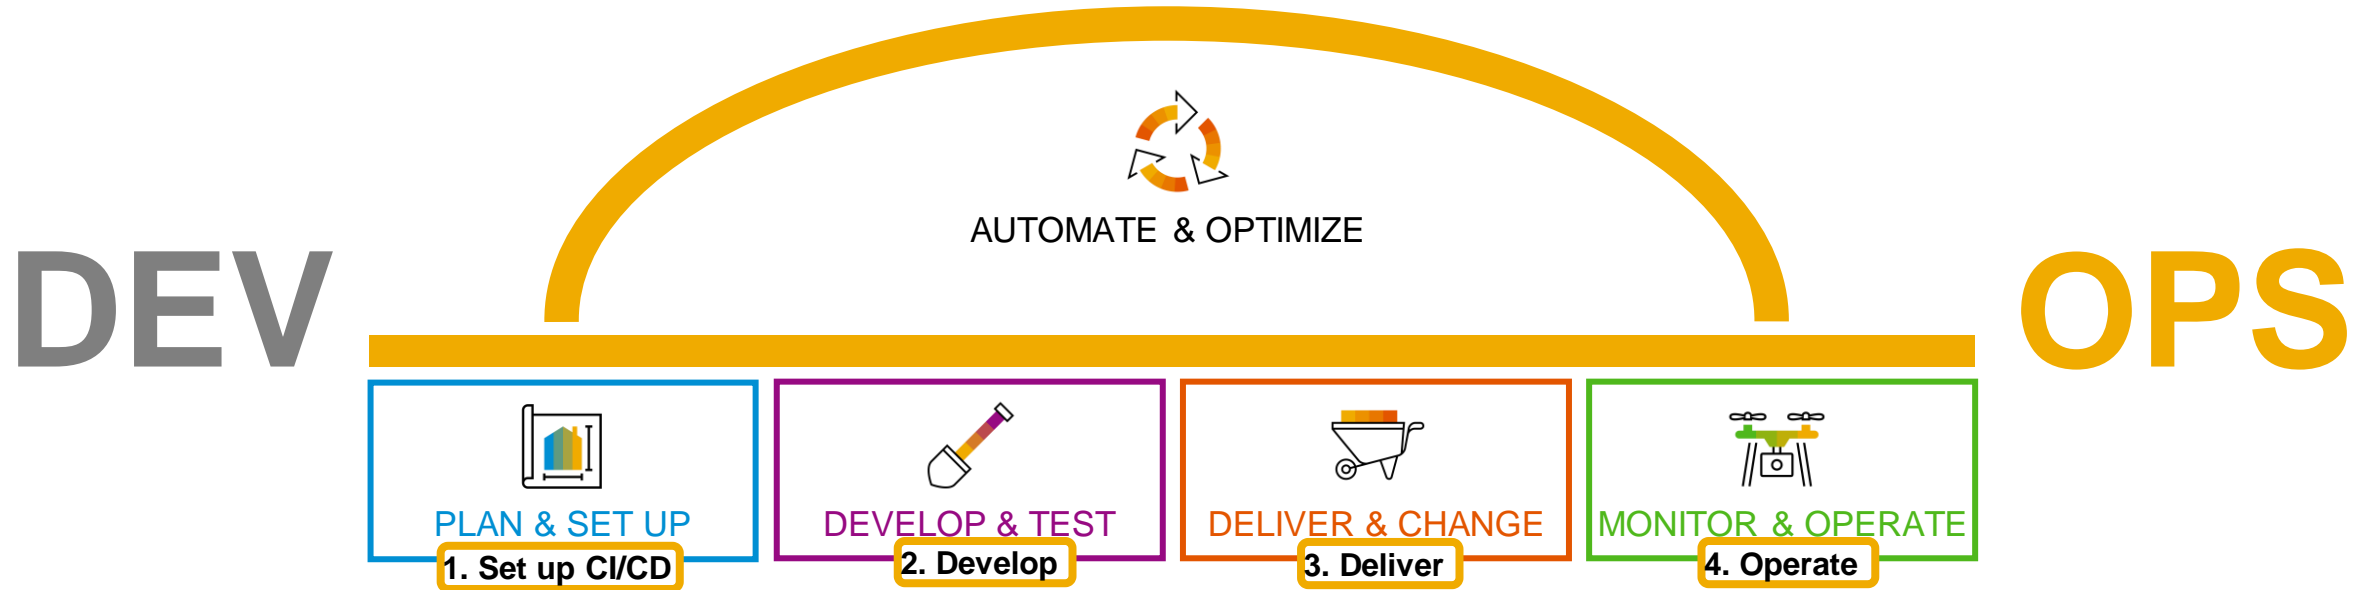 AUTOMATE & OPTIMIZE
DEV
OPS
PLAN & SET UP
1. Set up CI/CD
DEVELOP & TEST
2. Develop
DELIVER & CHANGE
3. Deliver
MONITOR & OPERATE
4. Operate